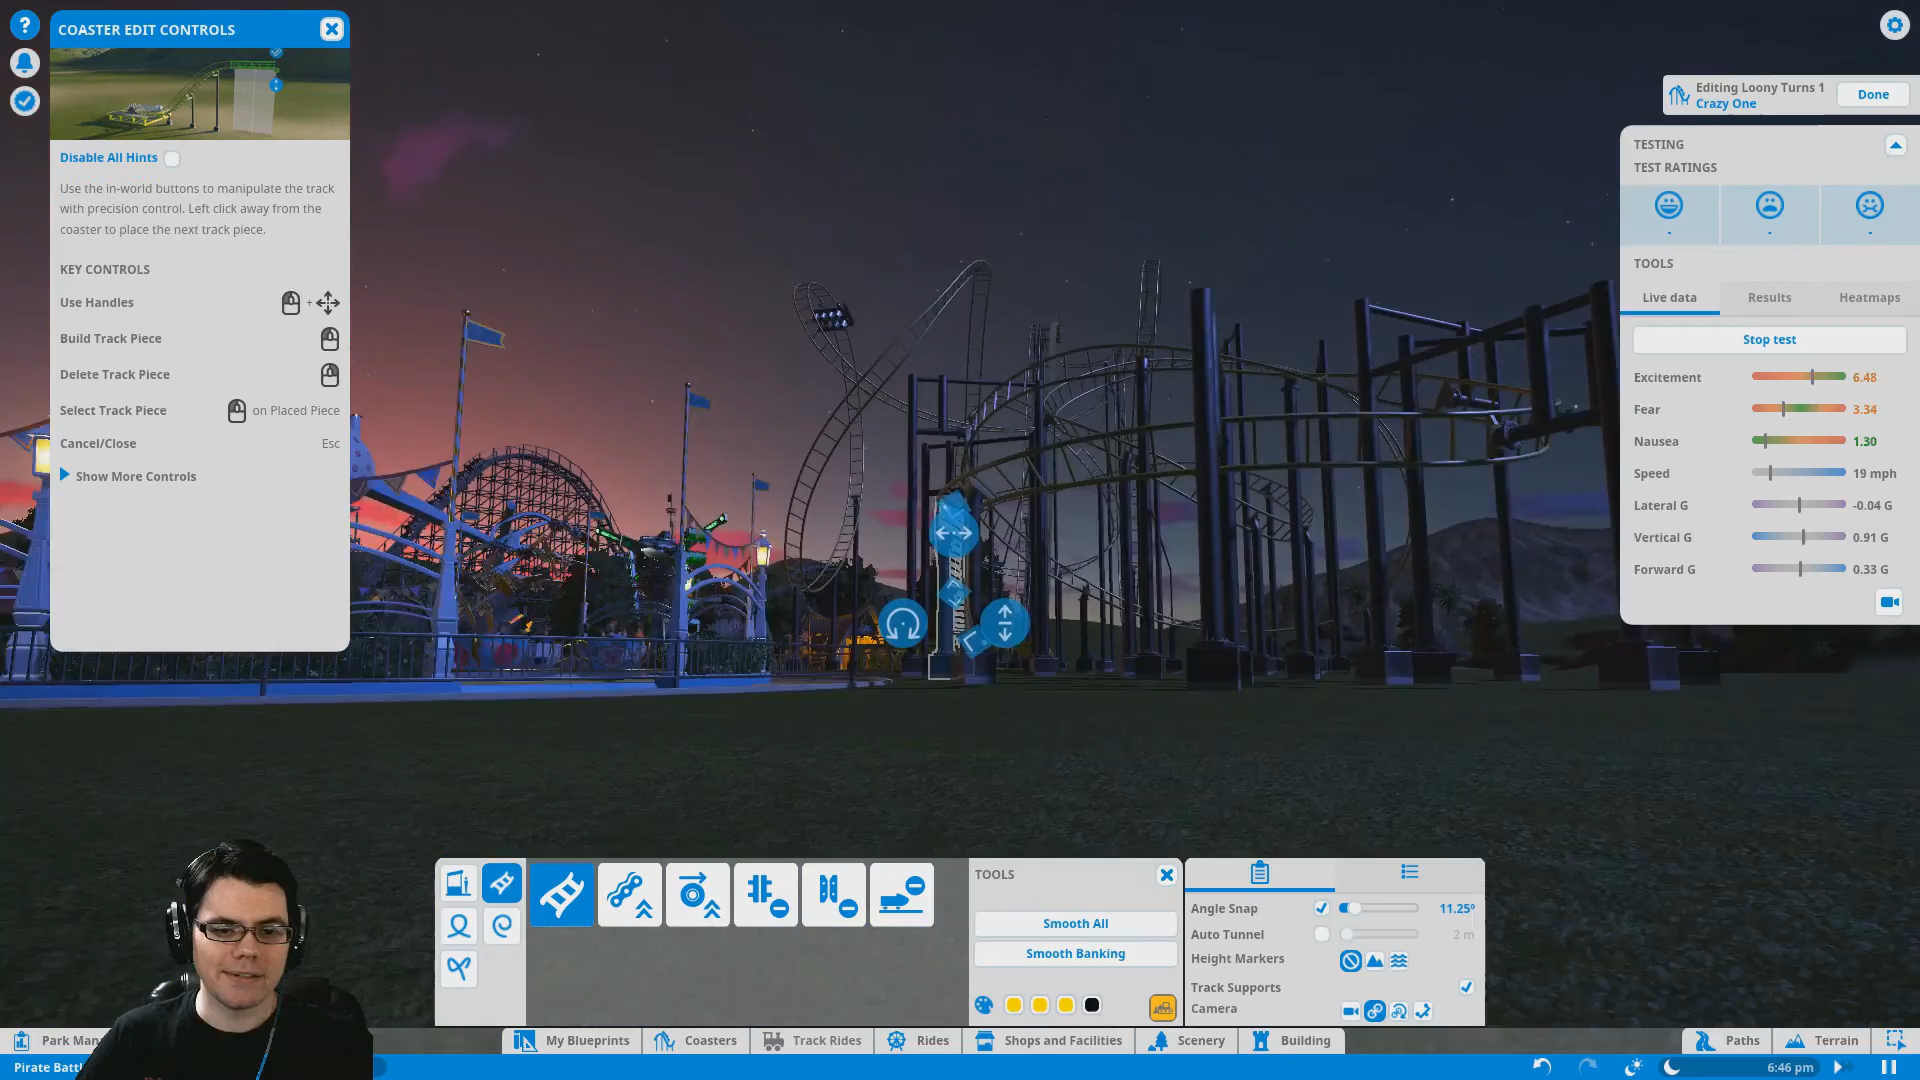 COASTER EDIT CONTROLS
Disable All Hints
Use the in-world buttons to manipulate the track
with precision control. Left click away from the
coaster to place the next track piece.
KEY CONTROLS
Use Handles
+
Build Track Piece
Delete Track Piece
Select Track Piece on Placed Piece
Cancel/Close Esc
Show More Controls
Editing Loony Turns 1
Crazy One
Done
TESTING
TEST RATINGS
- - -
TOOLS
Live data Results Heatmaps
Stop test
Excitement 6.48
Fear 3.34
Nausea 1.30
Speed 19 mph
Lateral G -0.04 G
Vertical G 0.91 G
Forward G 0.33 G
TOOLS
Smooth All
Smooth Banking
Angle Snap 11.25°
Auto Tunnel 2 m
Height Markers
Track Supports
Camera
Park Man
My Blueprints Coasters Track Rides Rides Shops and Facilities Scenery Building
Paths Terrain
Pirate Battl
6:46 pm